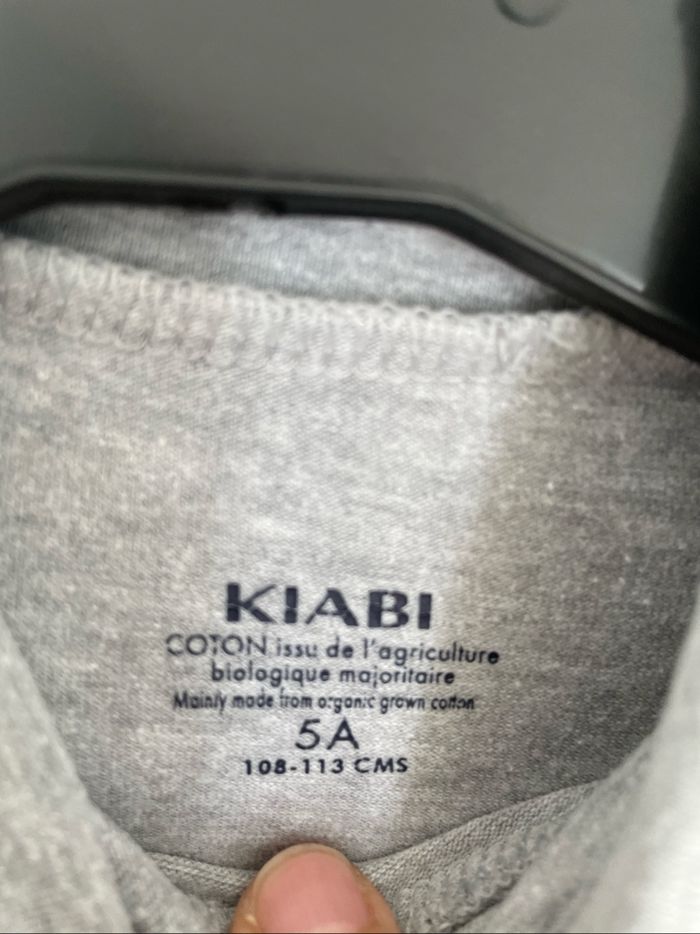 KIABI
COTON issu de l'agriculture
biologique majoritaire
Mainly made from organic grown cotton
5A
108-113 CMS